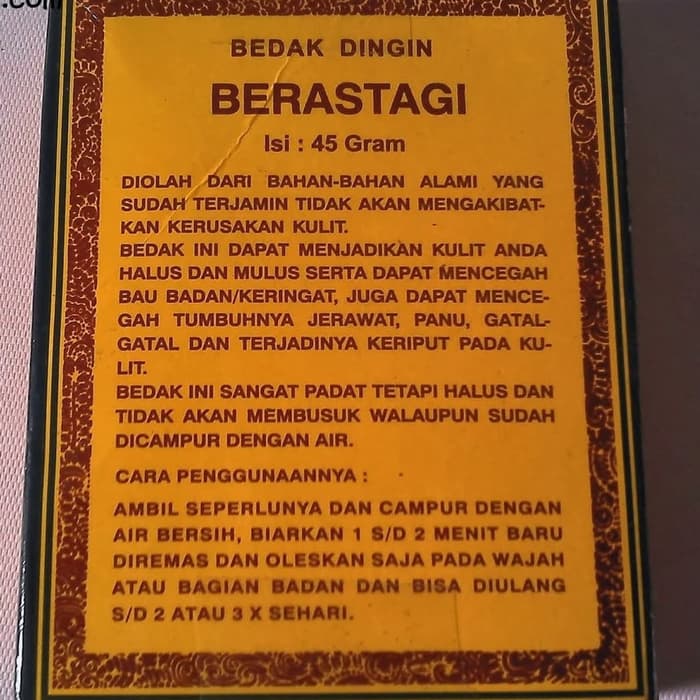 .com
BEDAK DINGIN
BERASTAGI
Isi : 45 Gram
DIOLAH DARI BAHAN-BAHAN ALAMI YANG
SUDAH TERJAMIN TIDAK AKAN MENGAKIBAT-
KAN KERUSAKAN KULIT.
BEDAK INI DAPAT MENJADIKAN KULIT ANDA
HALUS DAN MULUS SERTA DAPAT MENCEGAH
BAU BADAN/KERINGAT, JUGA DAPAT MENCE-
GAH TUMBUHNYA JERAWAT, PANU, GATAL-
GATAL DAN TERJADINYA KERIPUT PADA KU-
LIT.
BEDAK INI SANGAT PADAT TETAPI HALUS DAN
TIDAK AKAN MEMBUSUK WALAUPUN SUDAH
DICAMPUR DENGAN AIR.
CARA PENGGUNAANNYA :
AMBIL SEPERLUNYA DAN CAMPUR DENGAN
AIR BERSIH, BIARKAN 1 S/D 2 MENIT BARU
DIREMAS DAN OLESKAN SAJA PADA WAJAH
ATAU BAGIAN BADAN DAN BISA DIULANG
S/D 2 ATAU 3 X SEHARI.